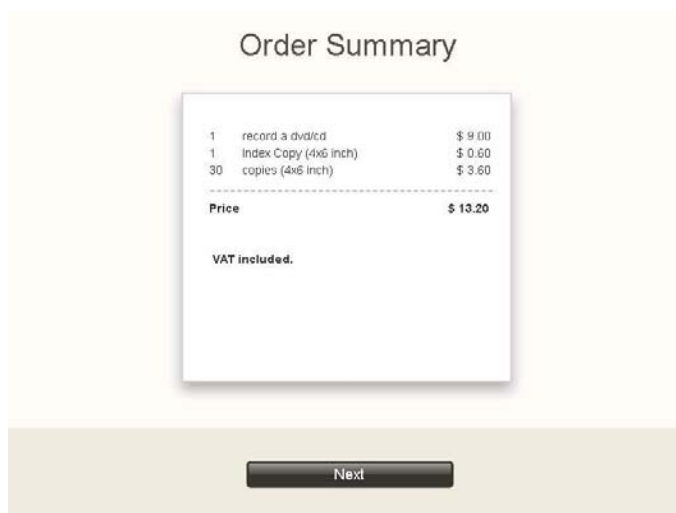 Order Summary
1 record a dvd/cd $ 9.00
1 Index Copy (4x6 inch) $ 0.60
30 copies (4x6 inch) $ 3.60
Price $ 13.20
VAT included.
Next